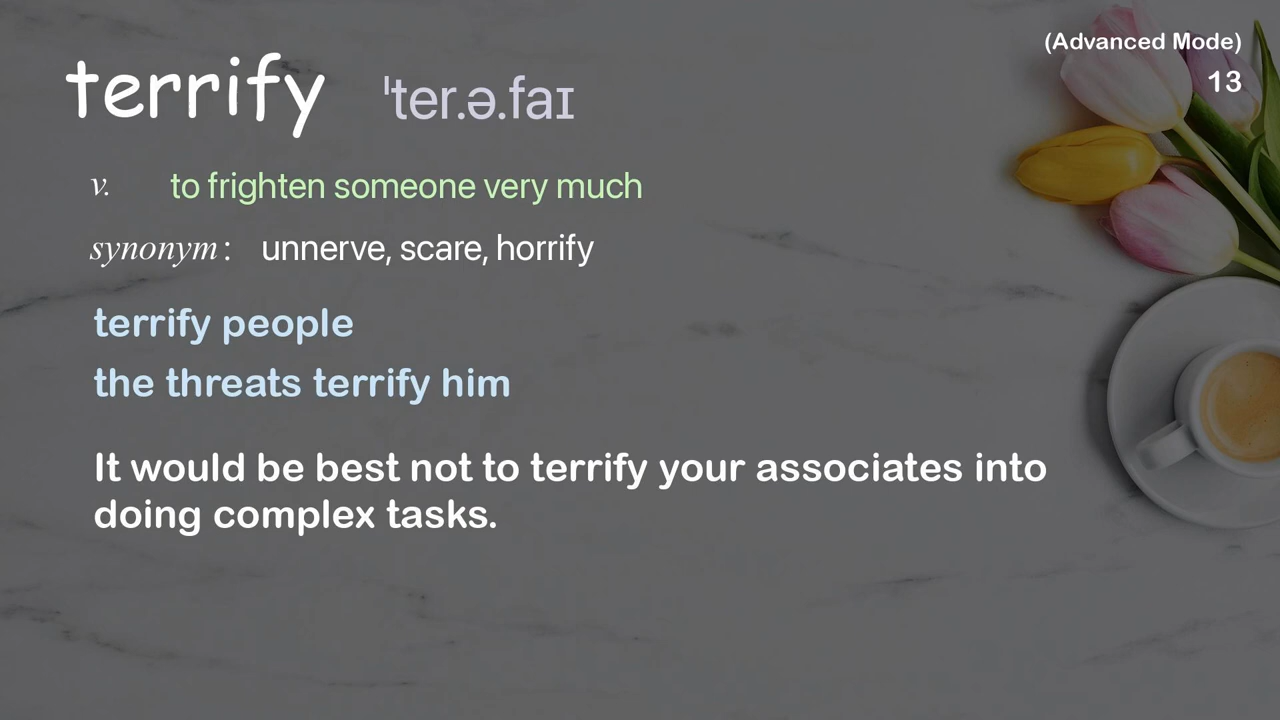 (Advanced Mode)
13
terrify ˈter.ə.faɪ
v. to frighten someone very much
synonym: unnerve, scare, horrify
terrify people
the threats terrify him
It would be best not to terrify your associates into
doing complex tasks.